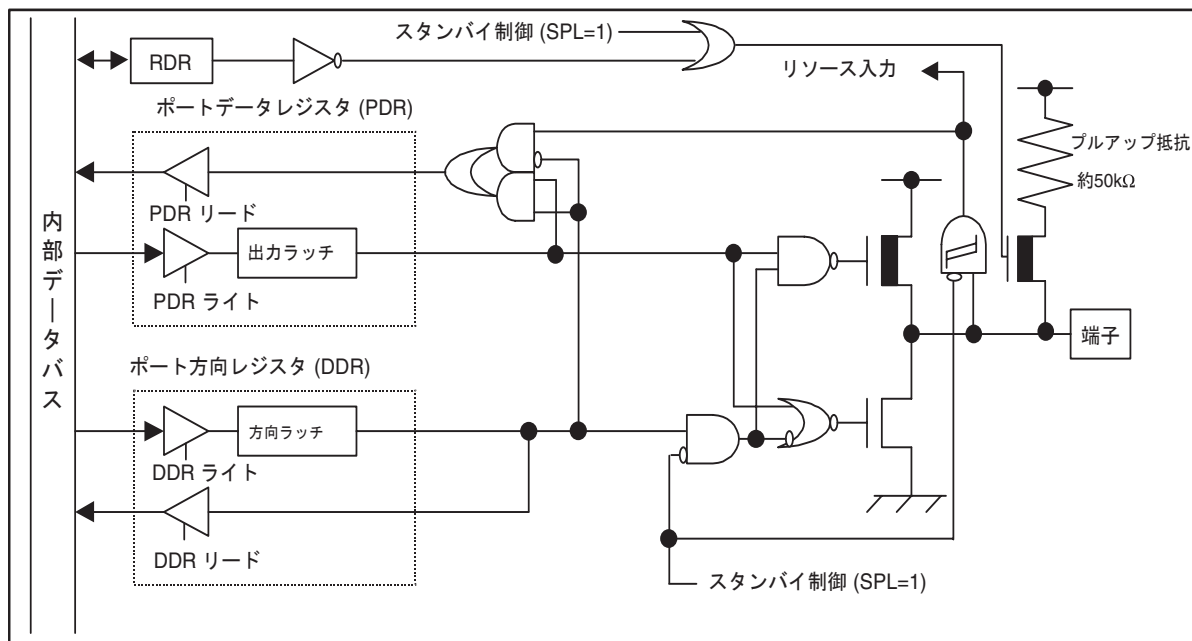 スタンバイ制御 (SPL=1)
RDR
リソース入力
ポートデータレジスタ (PDR)
プルアップ抵抗
約50kΩ
PDR リード
内部データバス
出力ラッチ
PDR ライト
端子
ポート方向レジスタ (DDR)
方向ラッチ
DDR ライト
DDR リード
スタンバイ制御 (SPL=1)